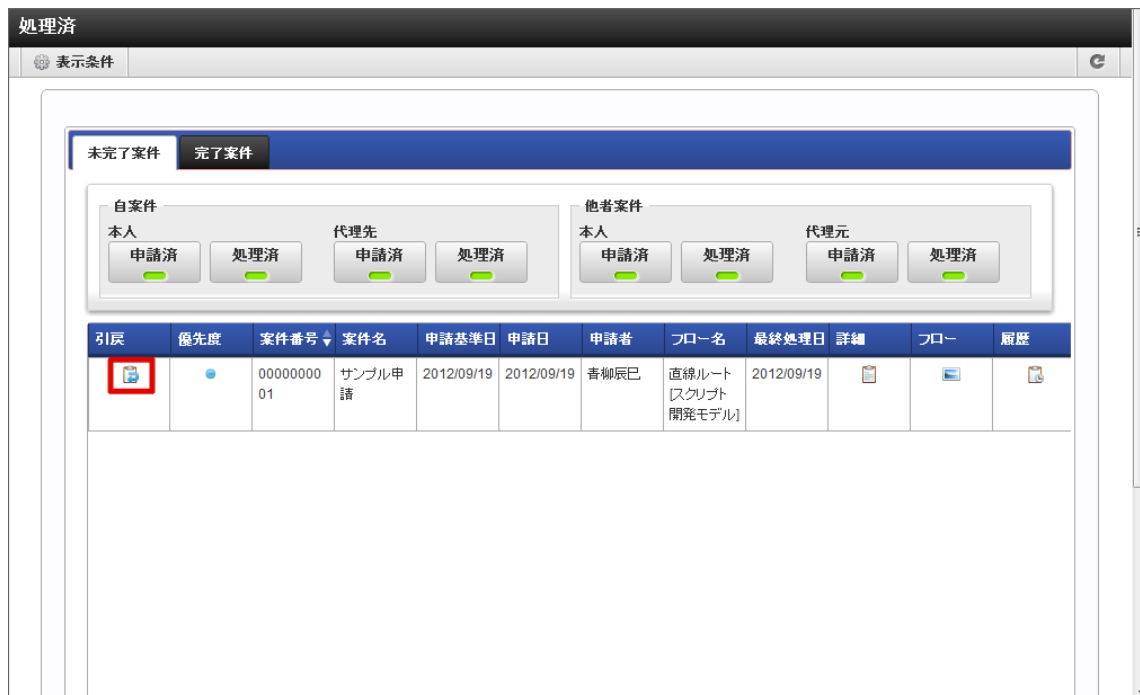 処理済
表示条件
未完了案件 完了案件
自案件 他者案件
本人 代理先 本人 代理元
申請済 処理済 申請済 処理済 申請済 処理済 申請済 処理済
引戻 優先度 案件番号 案件名 申請基準日 申請日 申請者 フロー名 最終処理日 詳細 フロー 履歴
00000000 サンプル申 2012/09/19 2012/09/19 青柳辰巳 直線ルート 2012/09/19
01 請 [スクリプト
開発モデル]